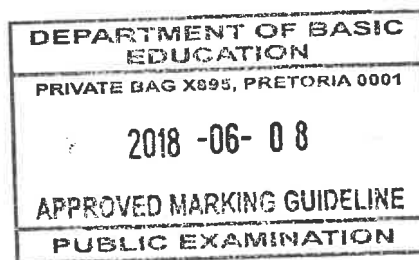 DEPARTMENT OF BASIC
EDUCATION
PRIVATE BAG X895, PRETORIA 0001
2018 -06- 08
APPROVED MARKING GUIDELINE
PUBLIC EXAMINATION